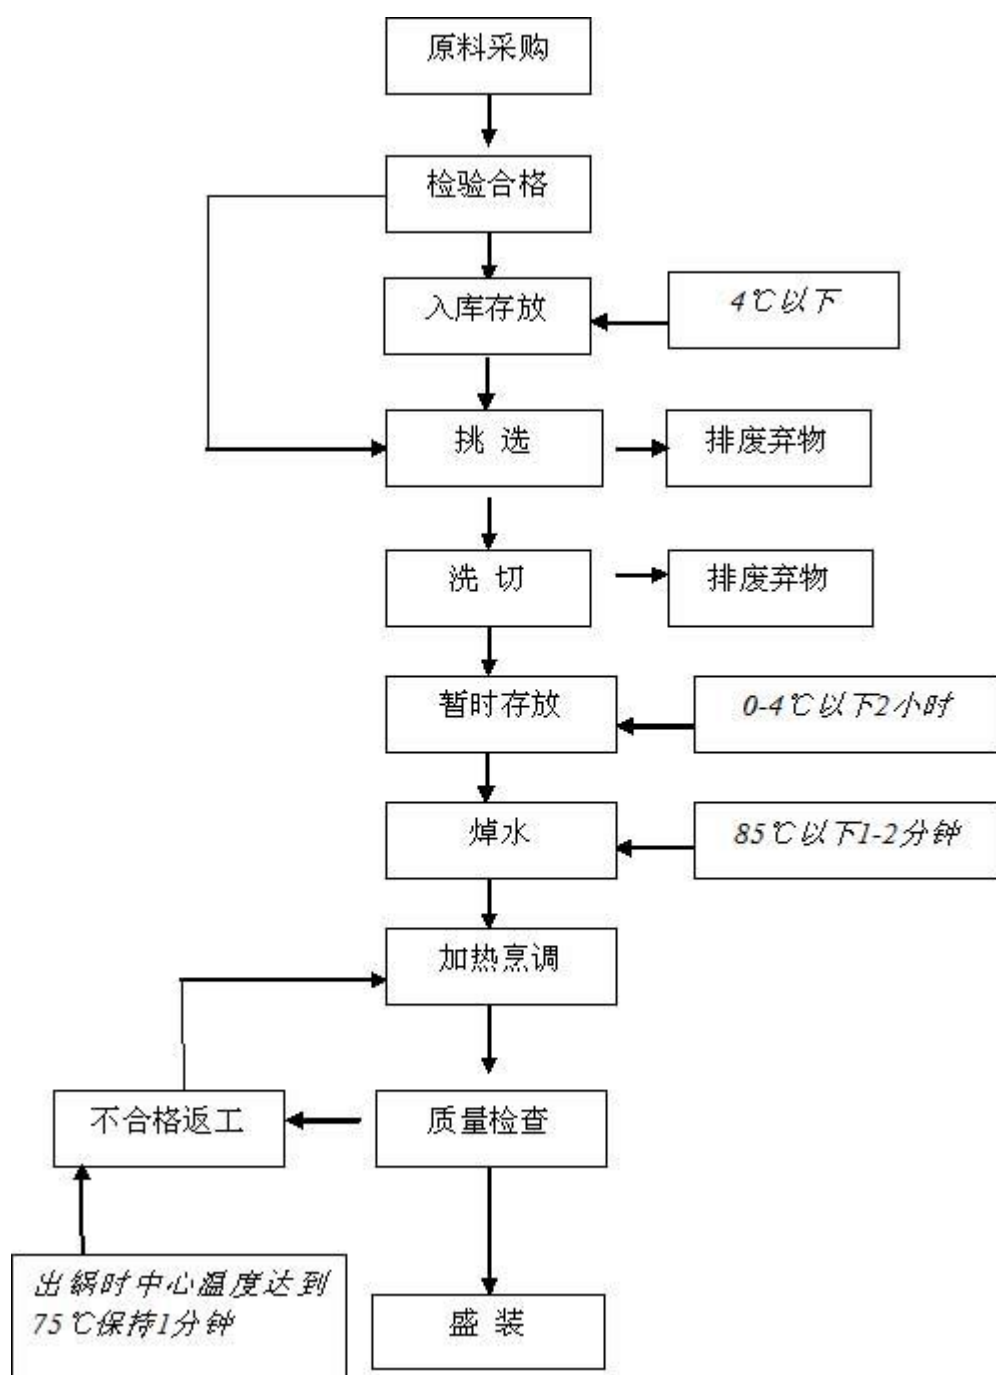 原料采购
检验合格
入库存放
4℃以下
挑 选
排废弃物
洗 切
排废弃物
暂时存放
0-4℃以下2小时
焯水
85℃以下1-2分钟
加热烹调
不合格返工
质量检查
出锅时中心温度达到
75℃保持1分钟
盛 装